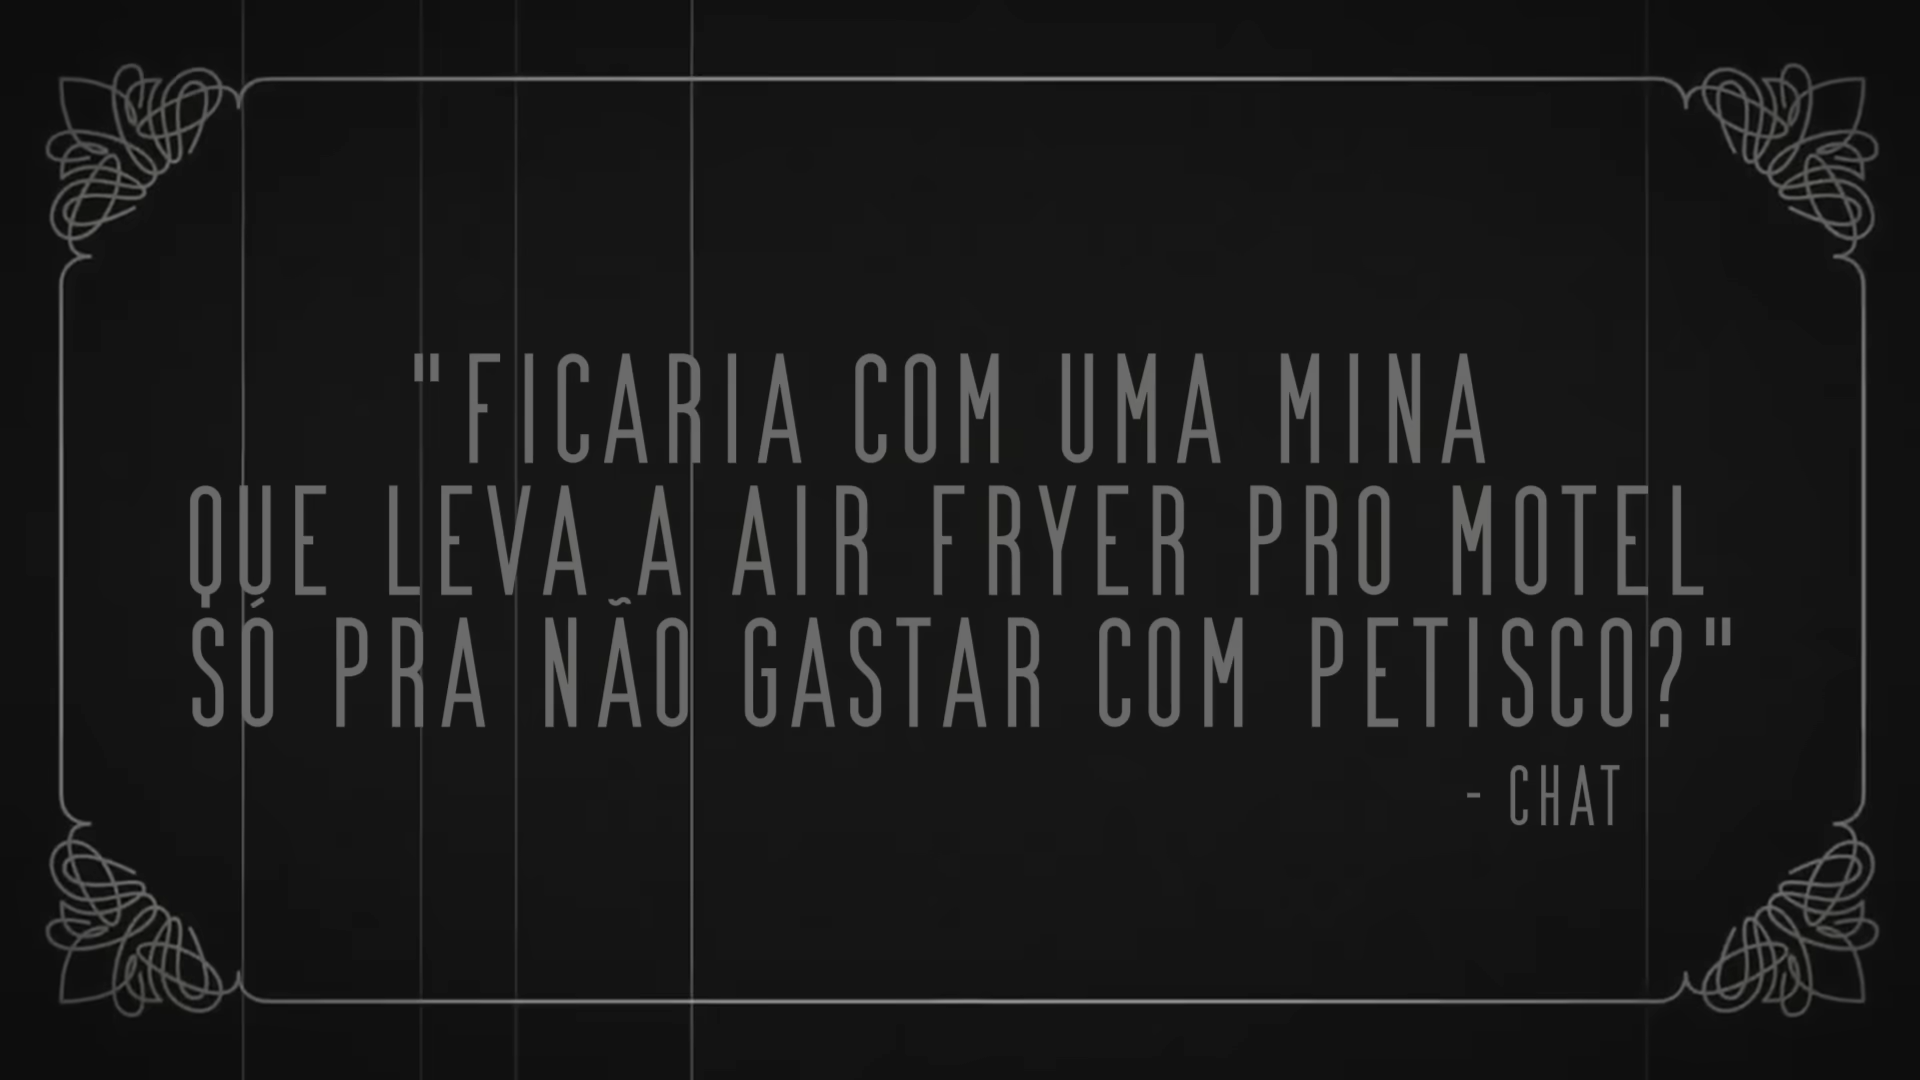 "FICARIA COM UMA MINA
QUE LEVA A AIR FRYER PRO MOTEL
SÓ PRA NÃO GASTAR COM PETISCO?"
- CHAT